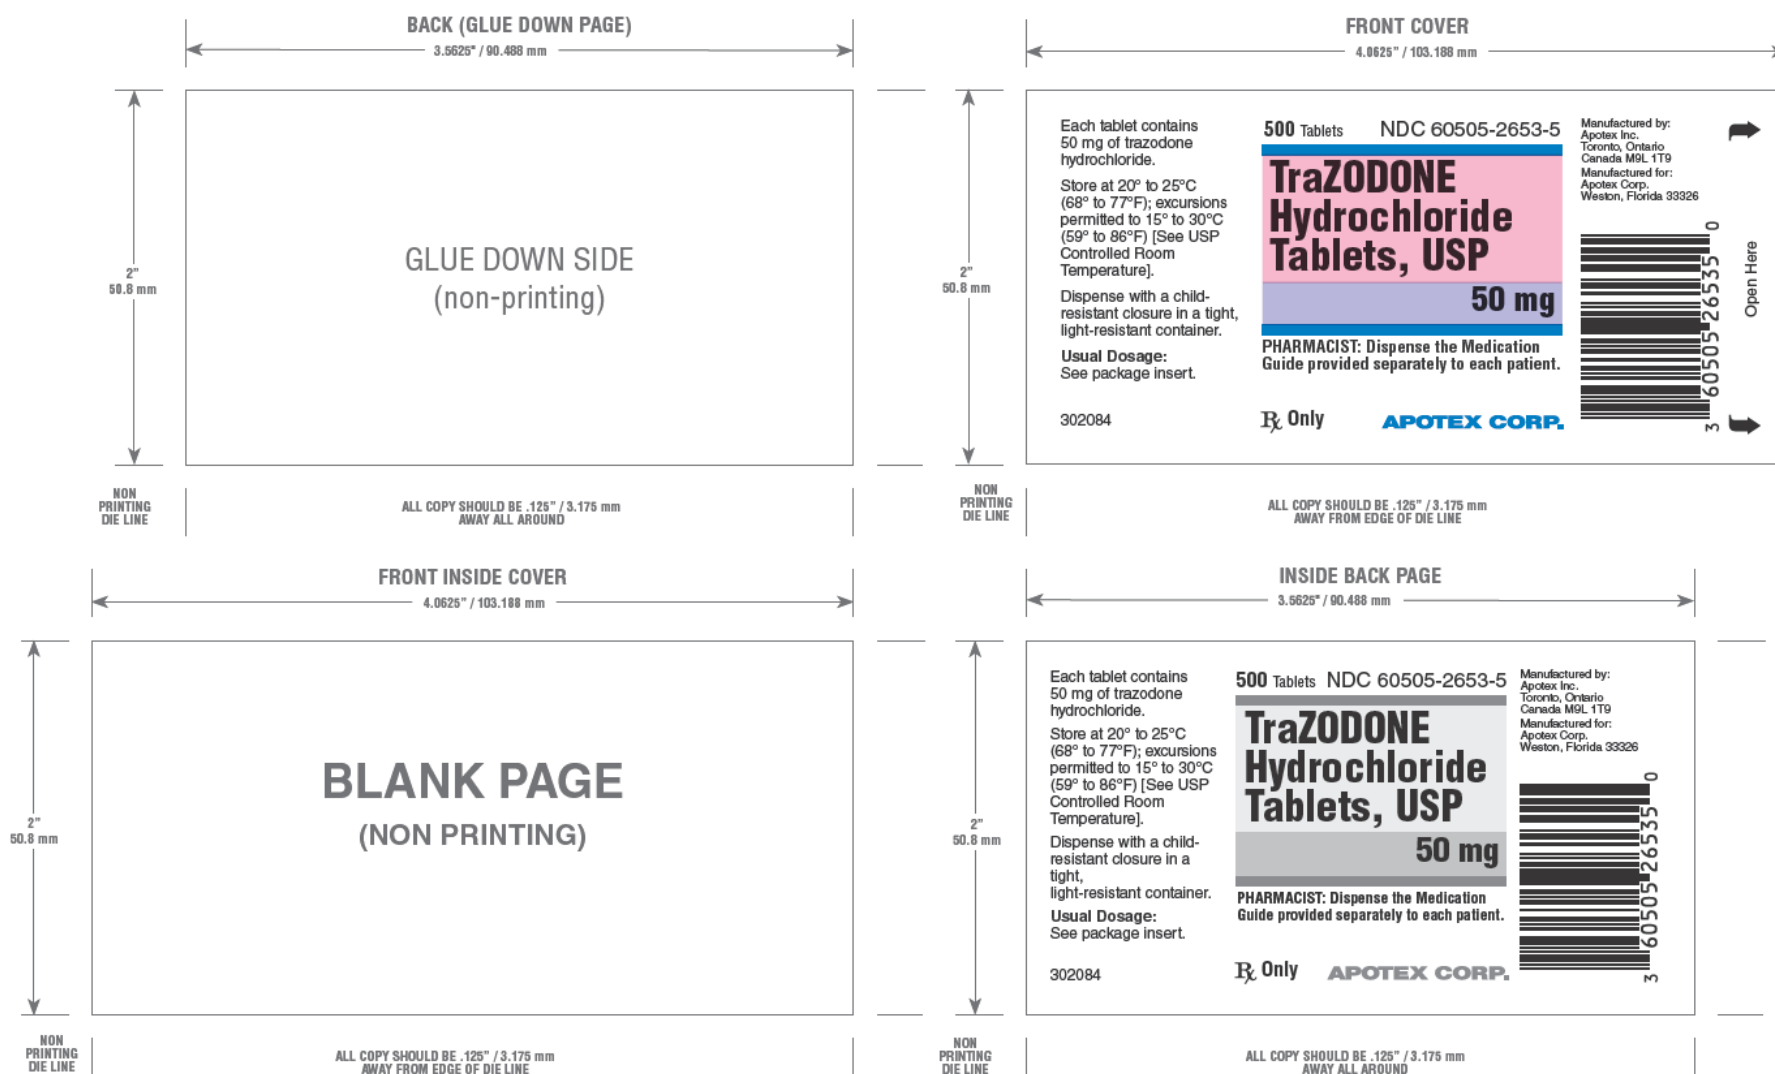 BACK (GLUE DOWN PAGE)
3.5625" / 90.488 mm
2"
50.8 mm
GLUE DOWN SIDE
(non-printing)
NON
PRINTING
DIE LINE
ALL COPY SHOULD BE .125" / 3.175 mm
AWAY ALL AROUND
FRONT COVER
4.0625" / 103.188 mm
2"
50.8 mm
Each tablet contains
50 mg of trazodone
hydrochloride.
Store at 20° to 25°C
(68° to 77°F); excursions
permitted to 15° to 30°C
(59° to 86°F) [See USP
Controlled Room
Temperature].
Dispense with a child-
resistant closure in a tight,
light-resistant container.
Usual Dosage:
See package insert.
302084
500 Tablets NDC 60505-2653-5
TraZODONE
Hydrochloride
Tablets, USP
50 mg
PHARMACIST: Dispense the Medication
Guide provided separately to each patient.
℞ Only
APOTEX CORP.
Manufactured by:
Apotex Inc.
Toronto, Ontario
Canada M9L 1T9
Manufactured for:
Apotex Corp.
Weston, Florida 33326
3 60505 26535 0
Open Here
NON
PRINTING
DIE LINE
ALL COPY SHOULD BE .125" / 3.175 mm
AWAY FROM EDGE OF DIE LINE
FRONT INSIDE COVER
4.0625" / 103.188 mm
2"
50.8 mm
BLANK PAGE
(NON PRINTING)
NON
PRINTING
DIE LINE
ALL COPY SHOULD BE .125" / 3.175 mm
AWAY FROM EDGE OF DIE LINE
INSIDE BACK PAGE
3.5625" / 90.488 mm
2"
50.8 mm
Each tablet contains
50 mg of trazodone
hydrochloride.
Store at 20° to 25°C
(68° to 77°F); excursions
permitted to 15° to 30°C
(59° to 86°F) [See USP
Controlled Room
Temperature].
Dispense with a child-
resistant closure in a
tight,
light-resistant container.
Usual Dosage:
See package insert.
302084
500 Tablets NDC 60505-2653-5
TraZODONE
Hydrochloride
Tablets, USP
50 mg
PHARMACIST: Dispense the Medication
Guide provided separately to each patient.
℞ Only
APOTEX CORP.
Manufactured by:
Apotex Inc.
Toronto, Ontario
Canada M9L 1T9
Manufactured for:
Apotex Corp.
Weston, Florida 33326
3 60505 26535 0
NON
PRINTING
DIE LINE
ALL COPY SHOULD BE .125" / 3.175 mm
AWAY ALL AROUND